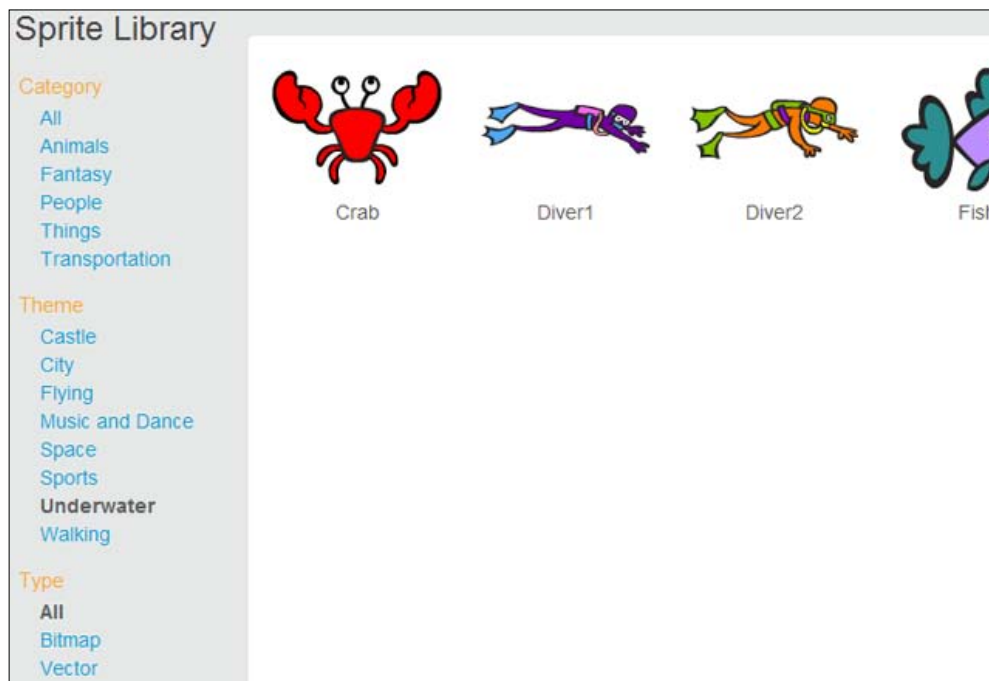 Sprite Library
Category
All
Animals
Fantasy
People
Things
Transportation
Theme
Castle
City
Flying
Music and Dance
Space
Sports
Underwater
Walking
Type
All
Bitmap
Vector
Crab
Diver1
Diver2